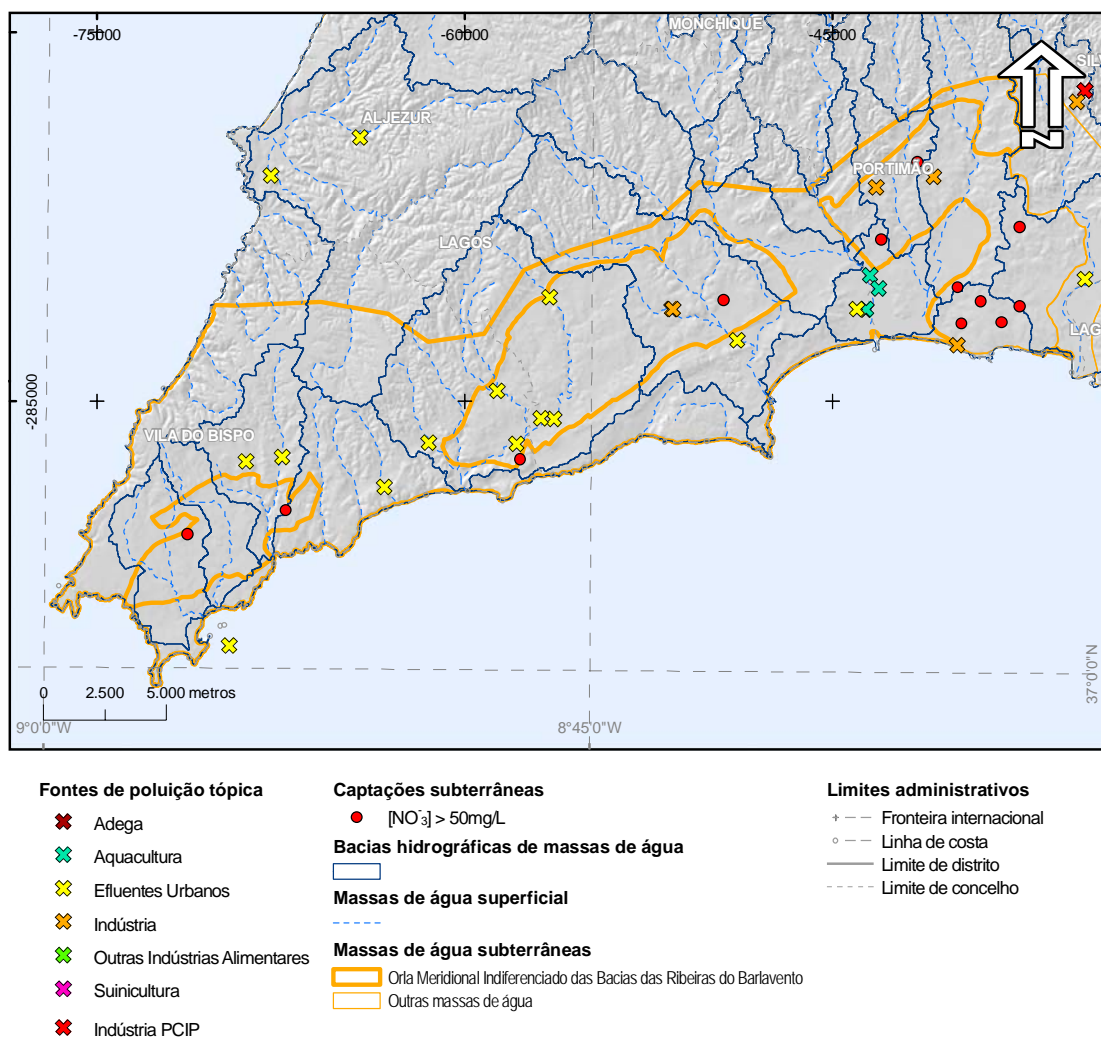 -75000
-60000
-45000
MONCHIQUE
SILV
N
ALJEZUR
PORTIMÃO
LAGOS
LAG
-285000
VILA DO BISPO
0 2.500 5.000 metros
9°0'0"W
8°45'0"W
37°0'0"N
Fontes de poluição tópica
Adega
Aquacultura
Efluentes Urbanos
Indústria
Outras Indústrias Alimentares
Suinicultura
Indústria PCIP
Captações subterrâneas
[NO⁻₃] > 50mg/L
Bacias hidrográficas de massas de água
Massas de água superficial
Massas de água subterrâneas
Orla Meridional Indiferenciado das Bacias das Ribeiras do Barlavento
Outras massas de água
Limites administrativos
Fronteira internacional
Linha de costa
Limite de distrito
Limite de concelho